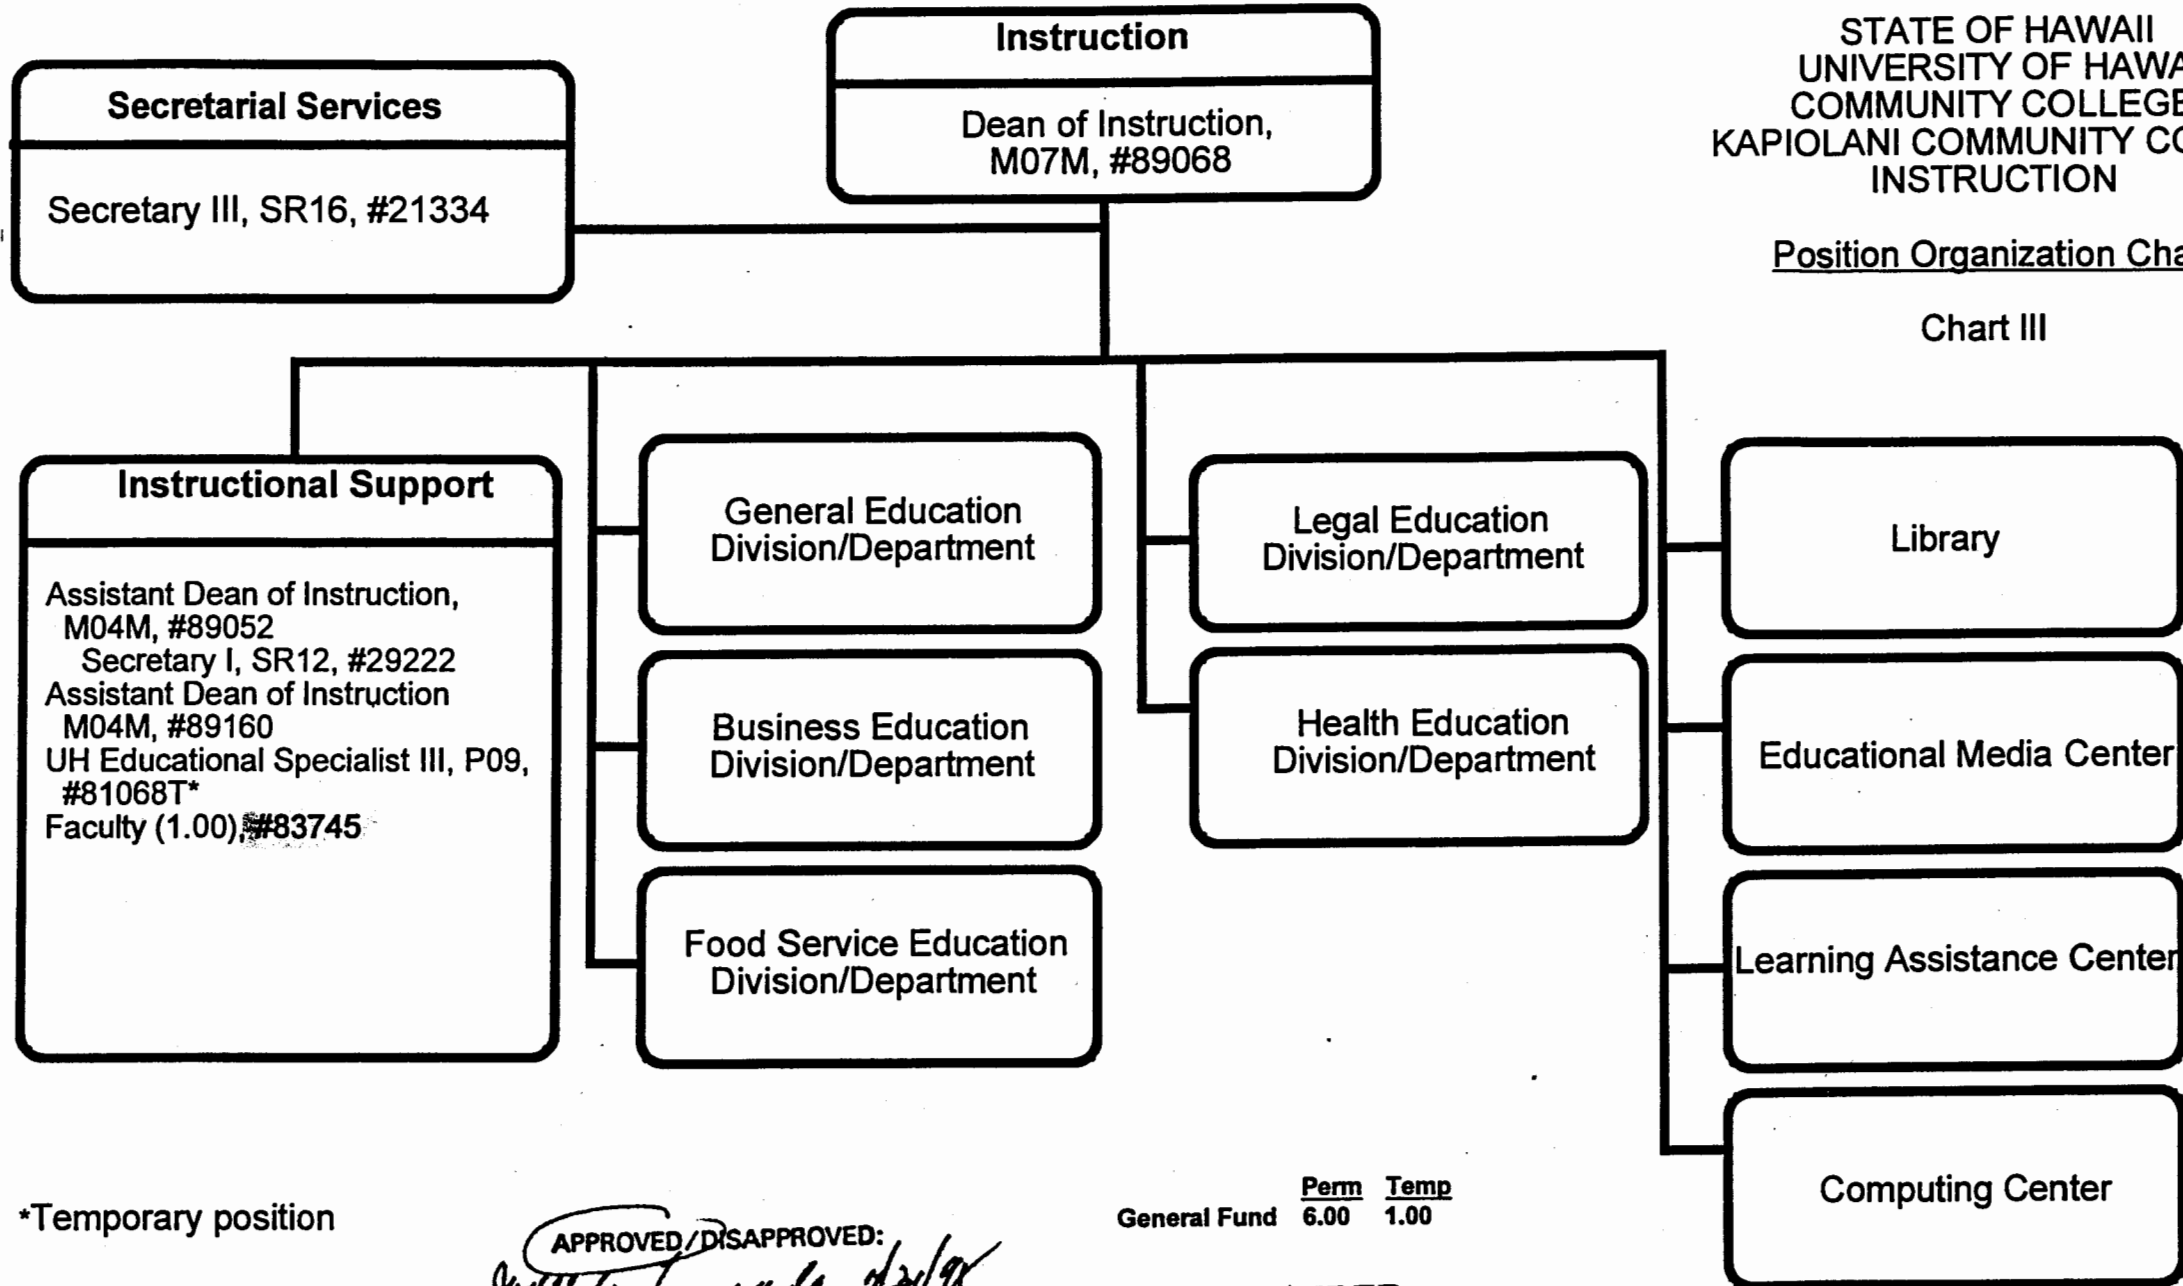 STATE OF HAWAII
UNIVERSITY OF HAWA
COMMUNITY COLLEGE
KAPIOLANI COMMUNITY CO
INSTRUCTION
Position Organization Cha
Chart III
Instruction
Dean of Instruction,
M07M, #89068
Secretarial Services
Secretary III, SR16, #21334
Instructional Support
Assistant Dean of Instruction,
M04M, #89052
Secretary I, SR12, #29222
Assistant Dean of Instruction
M04M, #89160
UH Educational Specialist III, P09,
#81068T*
Faculty (1.00), #83745
General Education
Division/Department
Business Education
Division/Department
Food Service Education
Division/Department
Legal Education
Division/Department
Health Education
Division/Department
Library
Educational Media Center
Learning Assistance Center
Computing Center
*Temporary position
APPROVED/DISAPPROVED:
Perm Temp
General Fund 6.00 1.00